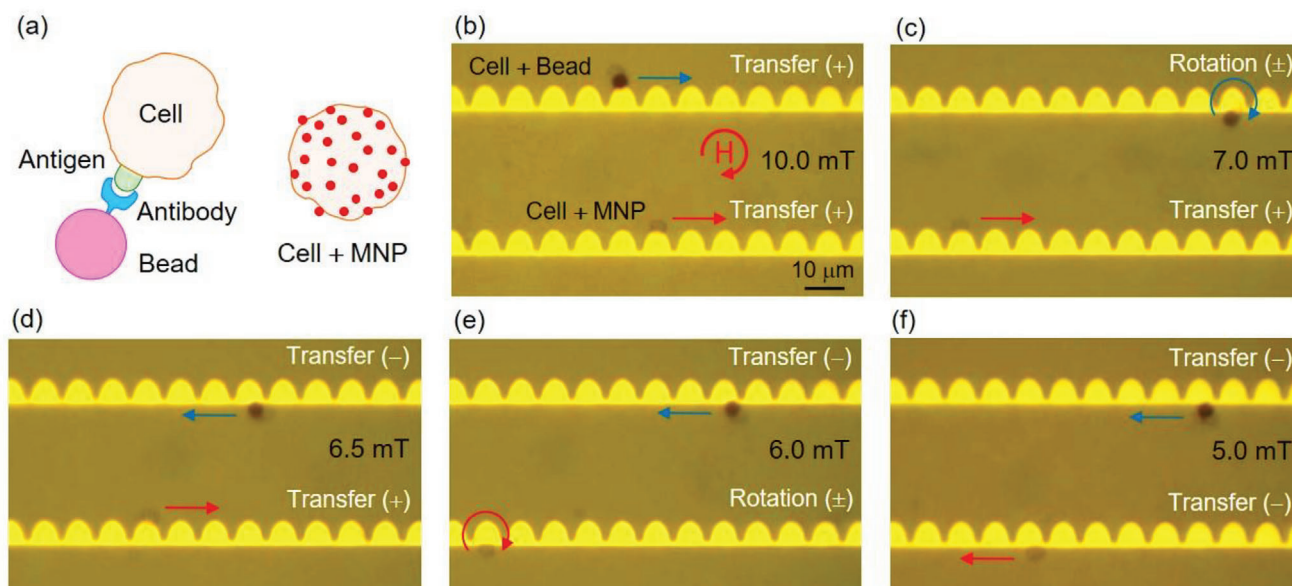 (a)
Cell
Antigen
Antibody
Bead
Cell + MNP
(b)
Cell + Bead
Transfer (+)
H
10.0 mT
Cell + MNP
Transfer (+)
10 μm
(c)
Rotation (±)
7.0 mT
Transfer (+)
(d)
Transfer (−)
6.5 mT
Transfer (+)
(e)
Transfer (−)
6.0 mT
Rotation (±)
(f)
Transfer (−)
5.0 mT
Transfer (−)